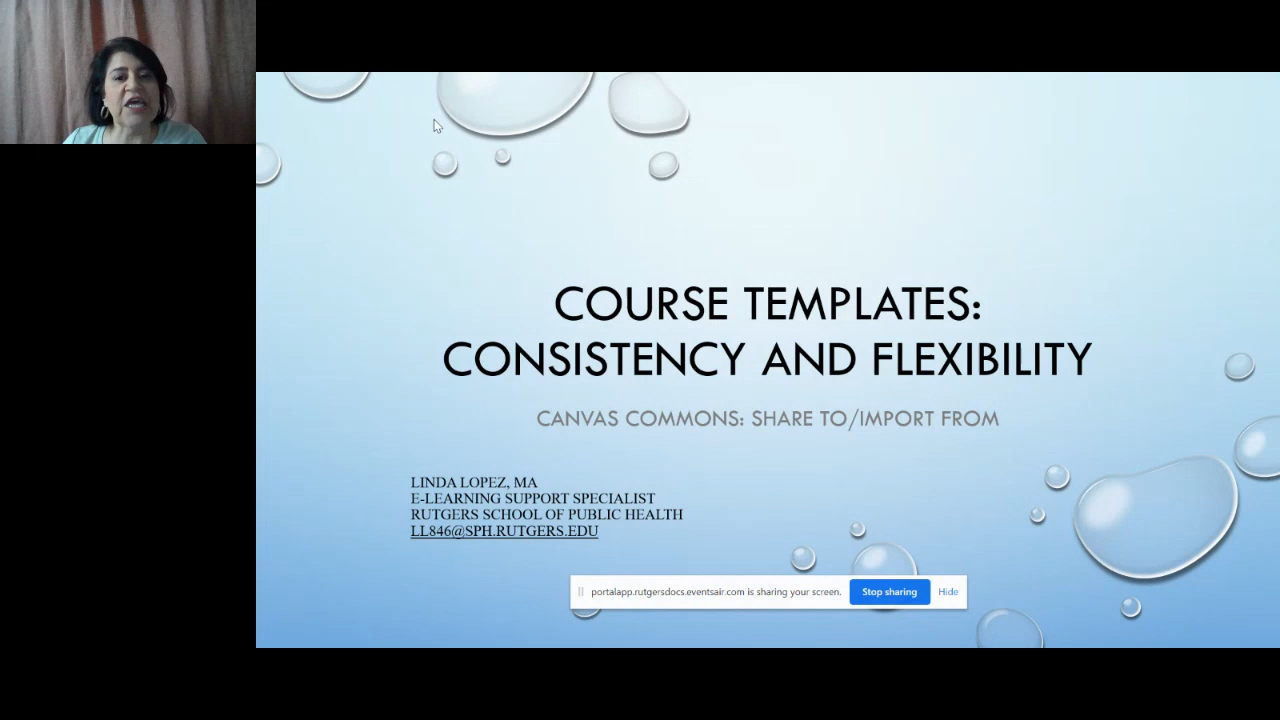 COURSE TEMPLATES:
CONSISTENCY AND FLEXIBILITY
CANVAS COMMONS: SHARE TO/IMPORT FROM
LINDA LOPEZ, MA
E-LEARNING SUPPORT SPECIALIST
RUTGERS SCHOOL OF PUBLIC HEALTH
LL846@SPH.RUTGERS.EDU
portalapp.rutgersdocs.eventsair.com is sharing your screen. Stop sharing Hide